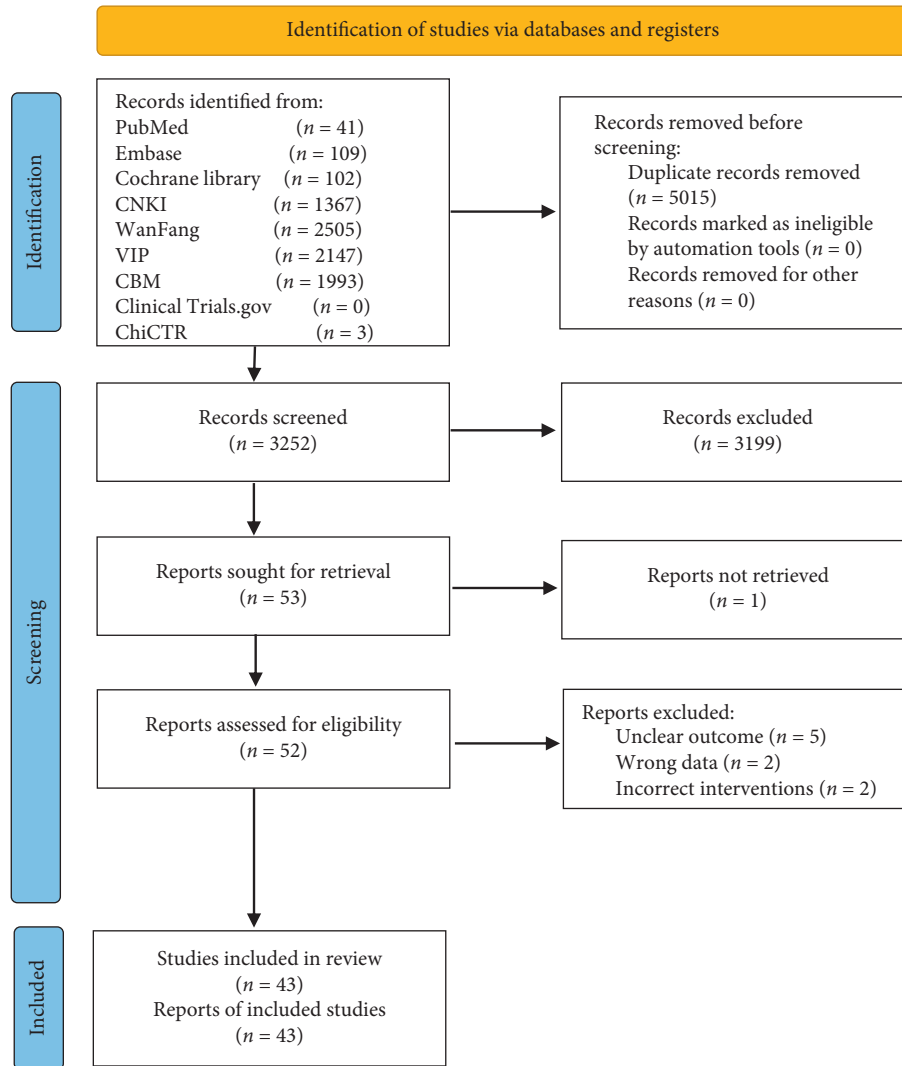 Identification of studies via databases and registers
Identification
Records identified from:
PubMed (n = 41)
Embase (n = 109)
Cochrane library (n = 102)
CNKI (n = 1367)
WanFang (n = 2505)
VIP (n = 2147)
CBM (n = 1993)
Clinical Trials.gov (n = 0)
ChiCTR (n = 3)
Records removed before
screening:
Duplicate records removed
(n = 5015)
Records marked as ineligible
by automation tools (n = 0)
Records removed for other
reasons (n = 0)
Screening
Records screened
(n = 3252)
Records excluded
(n = 3199)
Reports sought for retrieval
(n = 53)
Reports not retrieved
(n = 1)
Reports assessed for eligibility
(n = 52)
Reports excluded:
Unclear outcome (n = 5)
Wrong data (n = 2)
Incorrect interventions (n = 2)
Included
Studies included in review
(n = 43)
Reports of included studies
(n = 43)